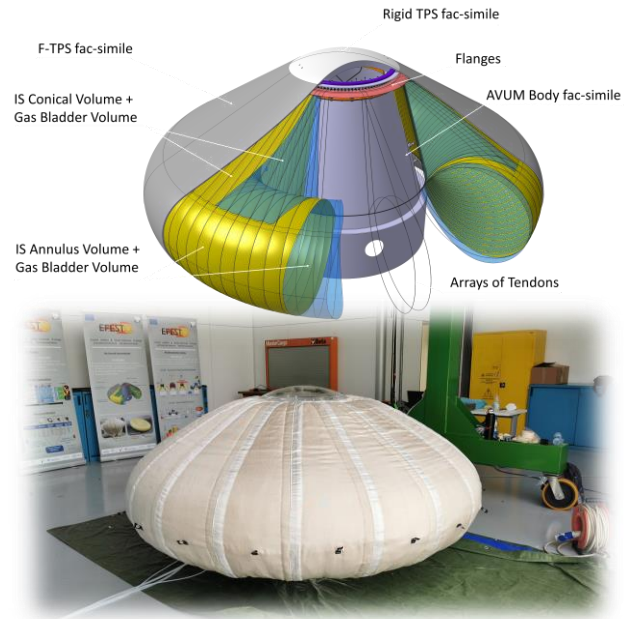 Rigid TPS fac-simile
F-TPS fac-simile
Flanges
IS Conical Volume +
Gas Bladder Volume
AVUM Body fac-simile
IS Annulus Volume +
Gas Bladder Volume
Arrays of Tendons